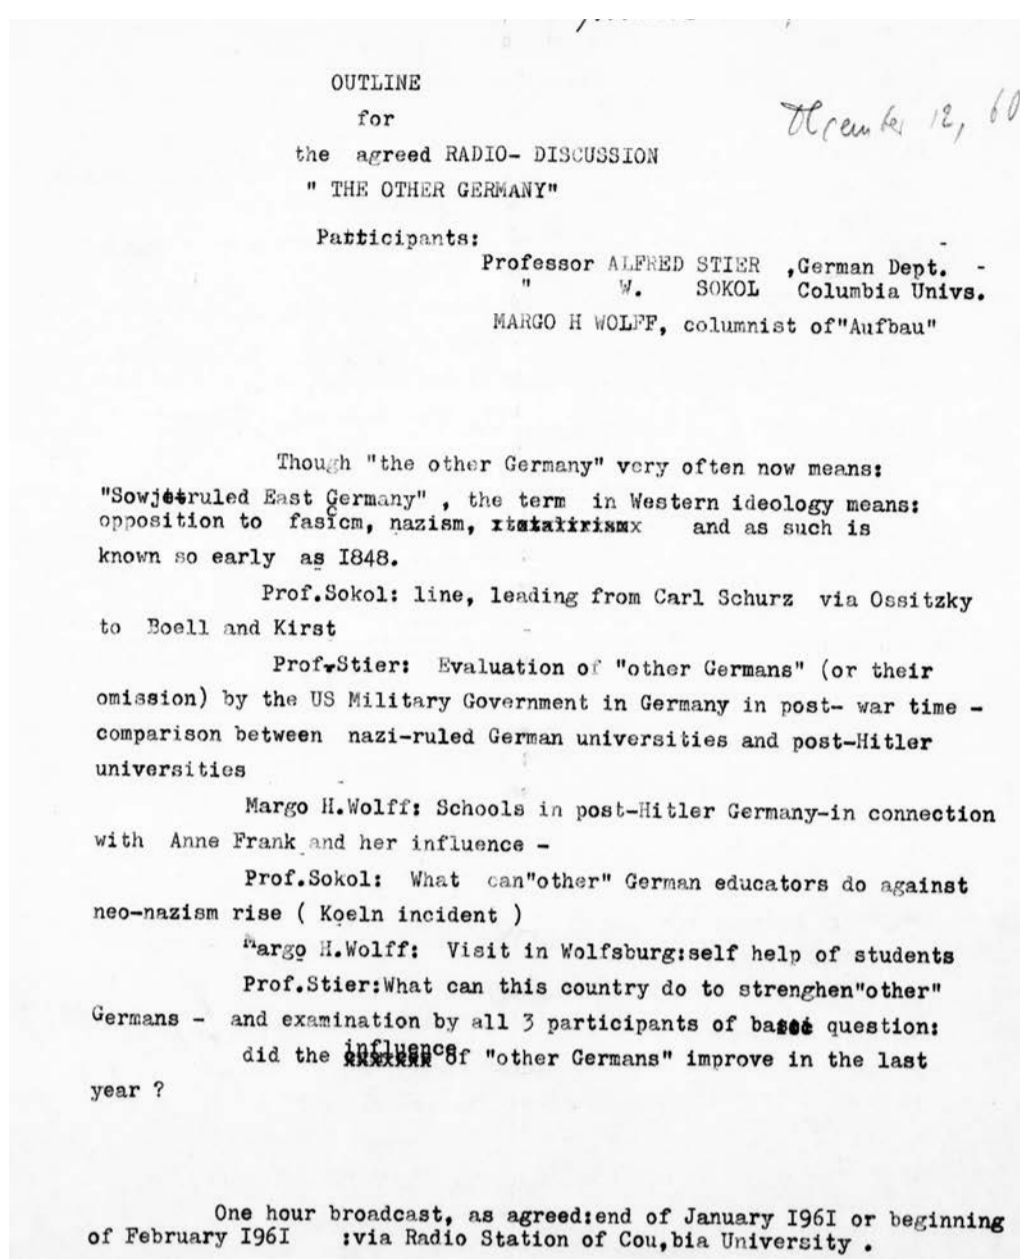 OUTLINE
for
December 12, 60
the agreed RADIO- DISCUSSION
" THE OTHER GERMANY"
Patticipants:
Professor ALFRED STIER ,German Dept. -
" W. SOKOL Columbia Univs.
MARGO H WOLFF, columnist of"Aufbau"
Though "the other Germany" very often now means:
"Sowjetruled East Germany" , the term in Western ideology means:
opposition to fasicm, nazism, and as such is
known so early as I848.
Prof.Sokol: line, leading from Carl Schurz via Ossitzky
to Boell and Kirst
Prof.Stier: Evaluation of "other Germans" (or their
omission) by the US Military Government in Germany in post- war time -
comparison between nazi-ruled German universities and post-Hitler
universities
Margo H.Wolff: Schools in post-Hitler Germany-in connection
with Anne Frank and her influence -
Prof.Sokol: What can"other" German educators do against
neo-nazism rise ( Koeln incident )
Margo H.Wolff: Visit in Wolfsburg:self help of students
Prof.Stier:What can this country do to strenghen"other"
Germans - and examination by all 3 participants of question:
did the influence of "other Germans" improve in the last
year ?
One hour broadcast, as agreed:end of January I96I or beginning
of February I96I :via Radio Station of Cou,bia University .